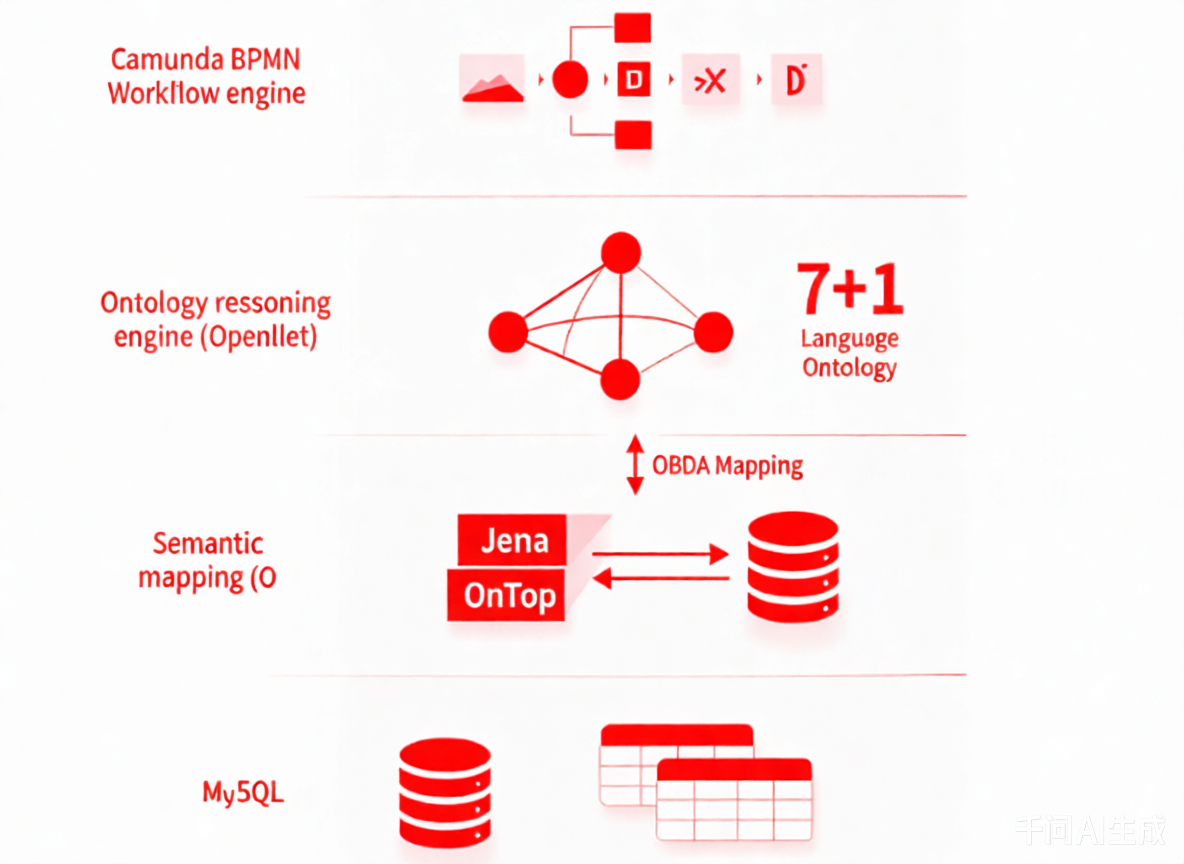 Camunda BPMN
Workflow engine
D
>X
D
Ontology ressoning
engine (Openllet)
7+1
Language
Ontology
OBDA Mapping
Semantic
mapping (O
Jena
OnTop
My5QL
千问AI生成